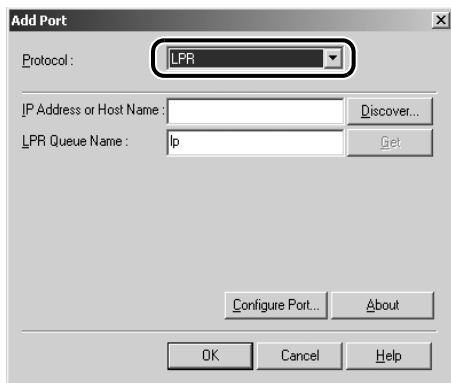 Add Port
Protocol :
LPR
IP Address or Host Name :
Discover...
LPR Queue Name :
lp
Get
Configure Port...
About
OK
Cancel
Help